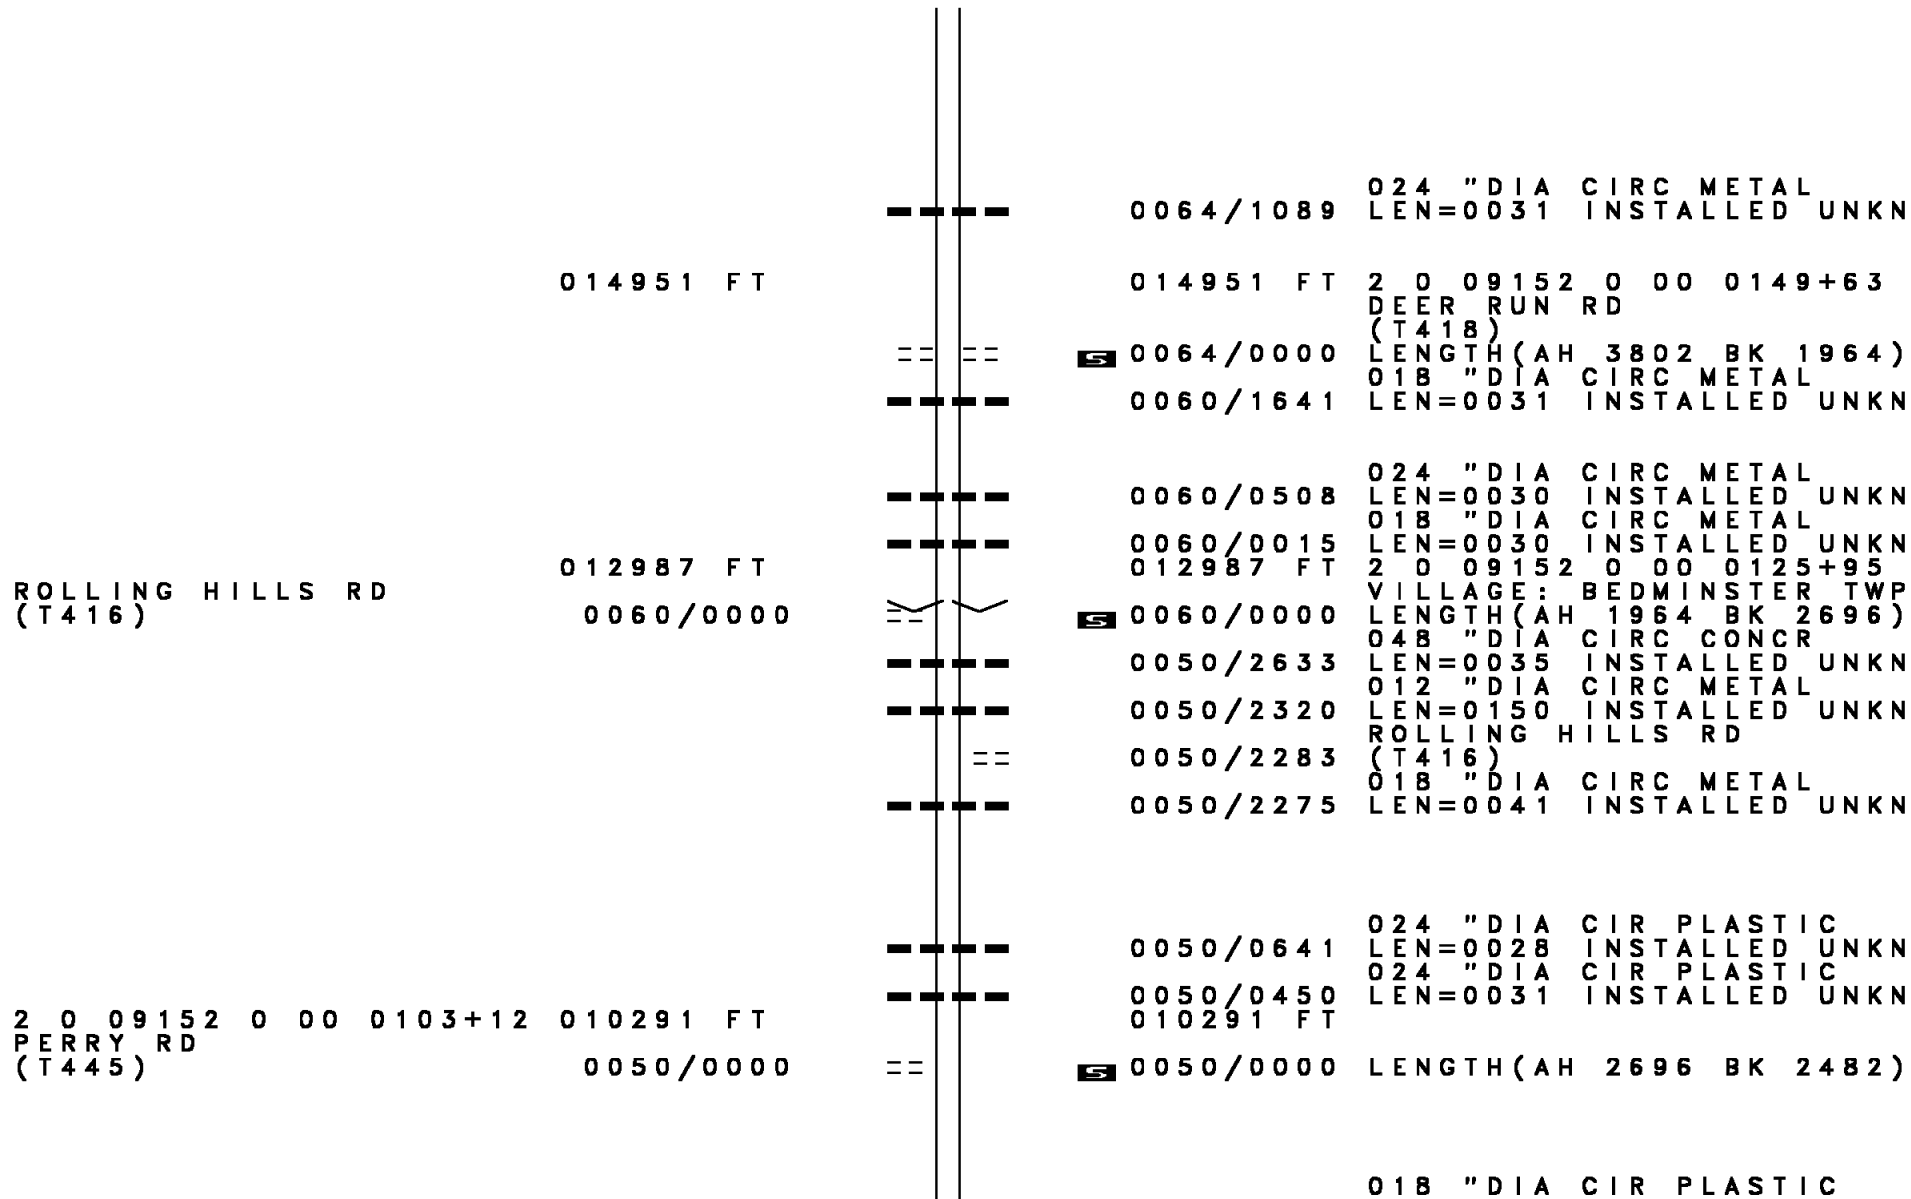 024 "DIA CIRC METAL
0064/1089 LEN=0031 INSTALLED UNKN
014951 FT 014951 FT 2 0 09152 0 00 0149+63
DEER RUN RD
(T418)
S 0064/0000 LENGTH(AH 3802 BK 1964)
018 "DIA CIRC METAL
0060/1641 LEN=0031 INSTALLED UNKN
024 "DIA CIRC METAL
0060/0508 LEN=0030 INSTALLED UNKN
018 "DIA CIRC METAL
0060/0015 LEN=0030 INSTALLED UNKN
012987 FT 012987 FT 2 0 09152 0 00 0125+95
ROLLING HILLS RD VILLAGE: BEDMINSTER TWP
(T416) 0060/0000 S 0060/0000 LENGTH(AH 1964 BK 2696)
048 "DIA CIRC CONCR
0050/2633 LEN=0035 INSTALLED UNKN
012 "DIA CIRC METAL
0050/2320 LEN=0150 INSTALLED UNKN
ROLLING HILLS RD
0050/2283 (T416)
018 "DIA CIRC METAL
0050/2275 LEN=0041 INSTALLED UNKN
024 "DIA CIR PLASTIC
0050/0641 LEN=0028 INSTALLED UNKN
024 "DIA CIR PLASTIC
0050/0450 LEN=0031 INSTALLED UNKN
2 0 09152 0 00 0103+12 010291 FT 010291 FT
PERRY RD
(T445) 0050/0000 S 0050/0000 LENGTH(AH 2696 BK 2482)
018 "DIA CIR PLASTIC